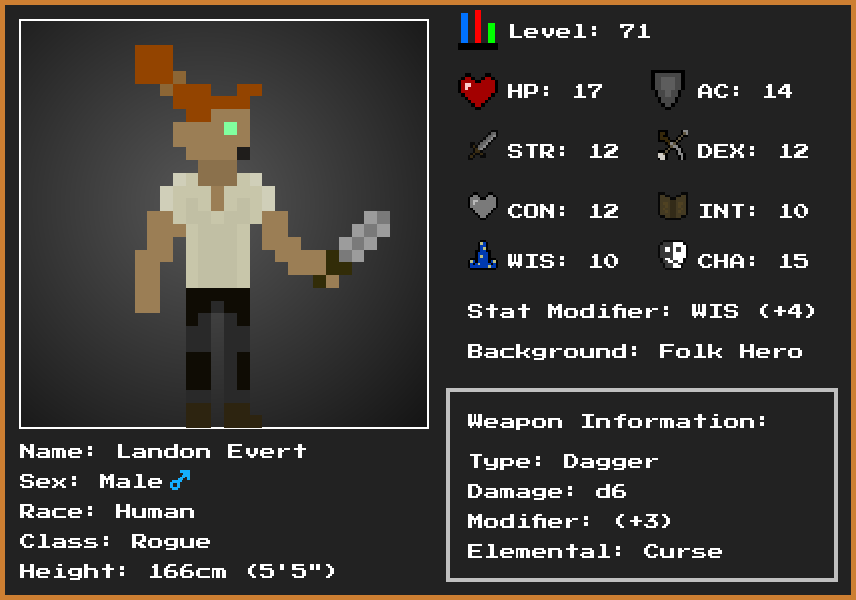 Level: 71
HP: 17
AC: 14
STR: 12
DEX: 12
CON: 12
INT: 10
WIS: 10
CHA: 15
Stat Modifier: WIS (+4)
Background: Folk Hero
Weapon Information:
Type: Dagger
Damage: d6
Modifier: (+3)
Elemental: Curse
Name: Landon Evert
Sex: Male♂
Race: Human
Class: Rogue
Height: 166cm (5'5")